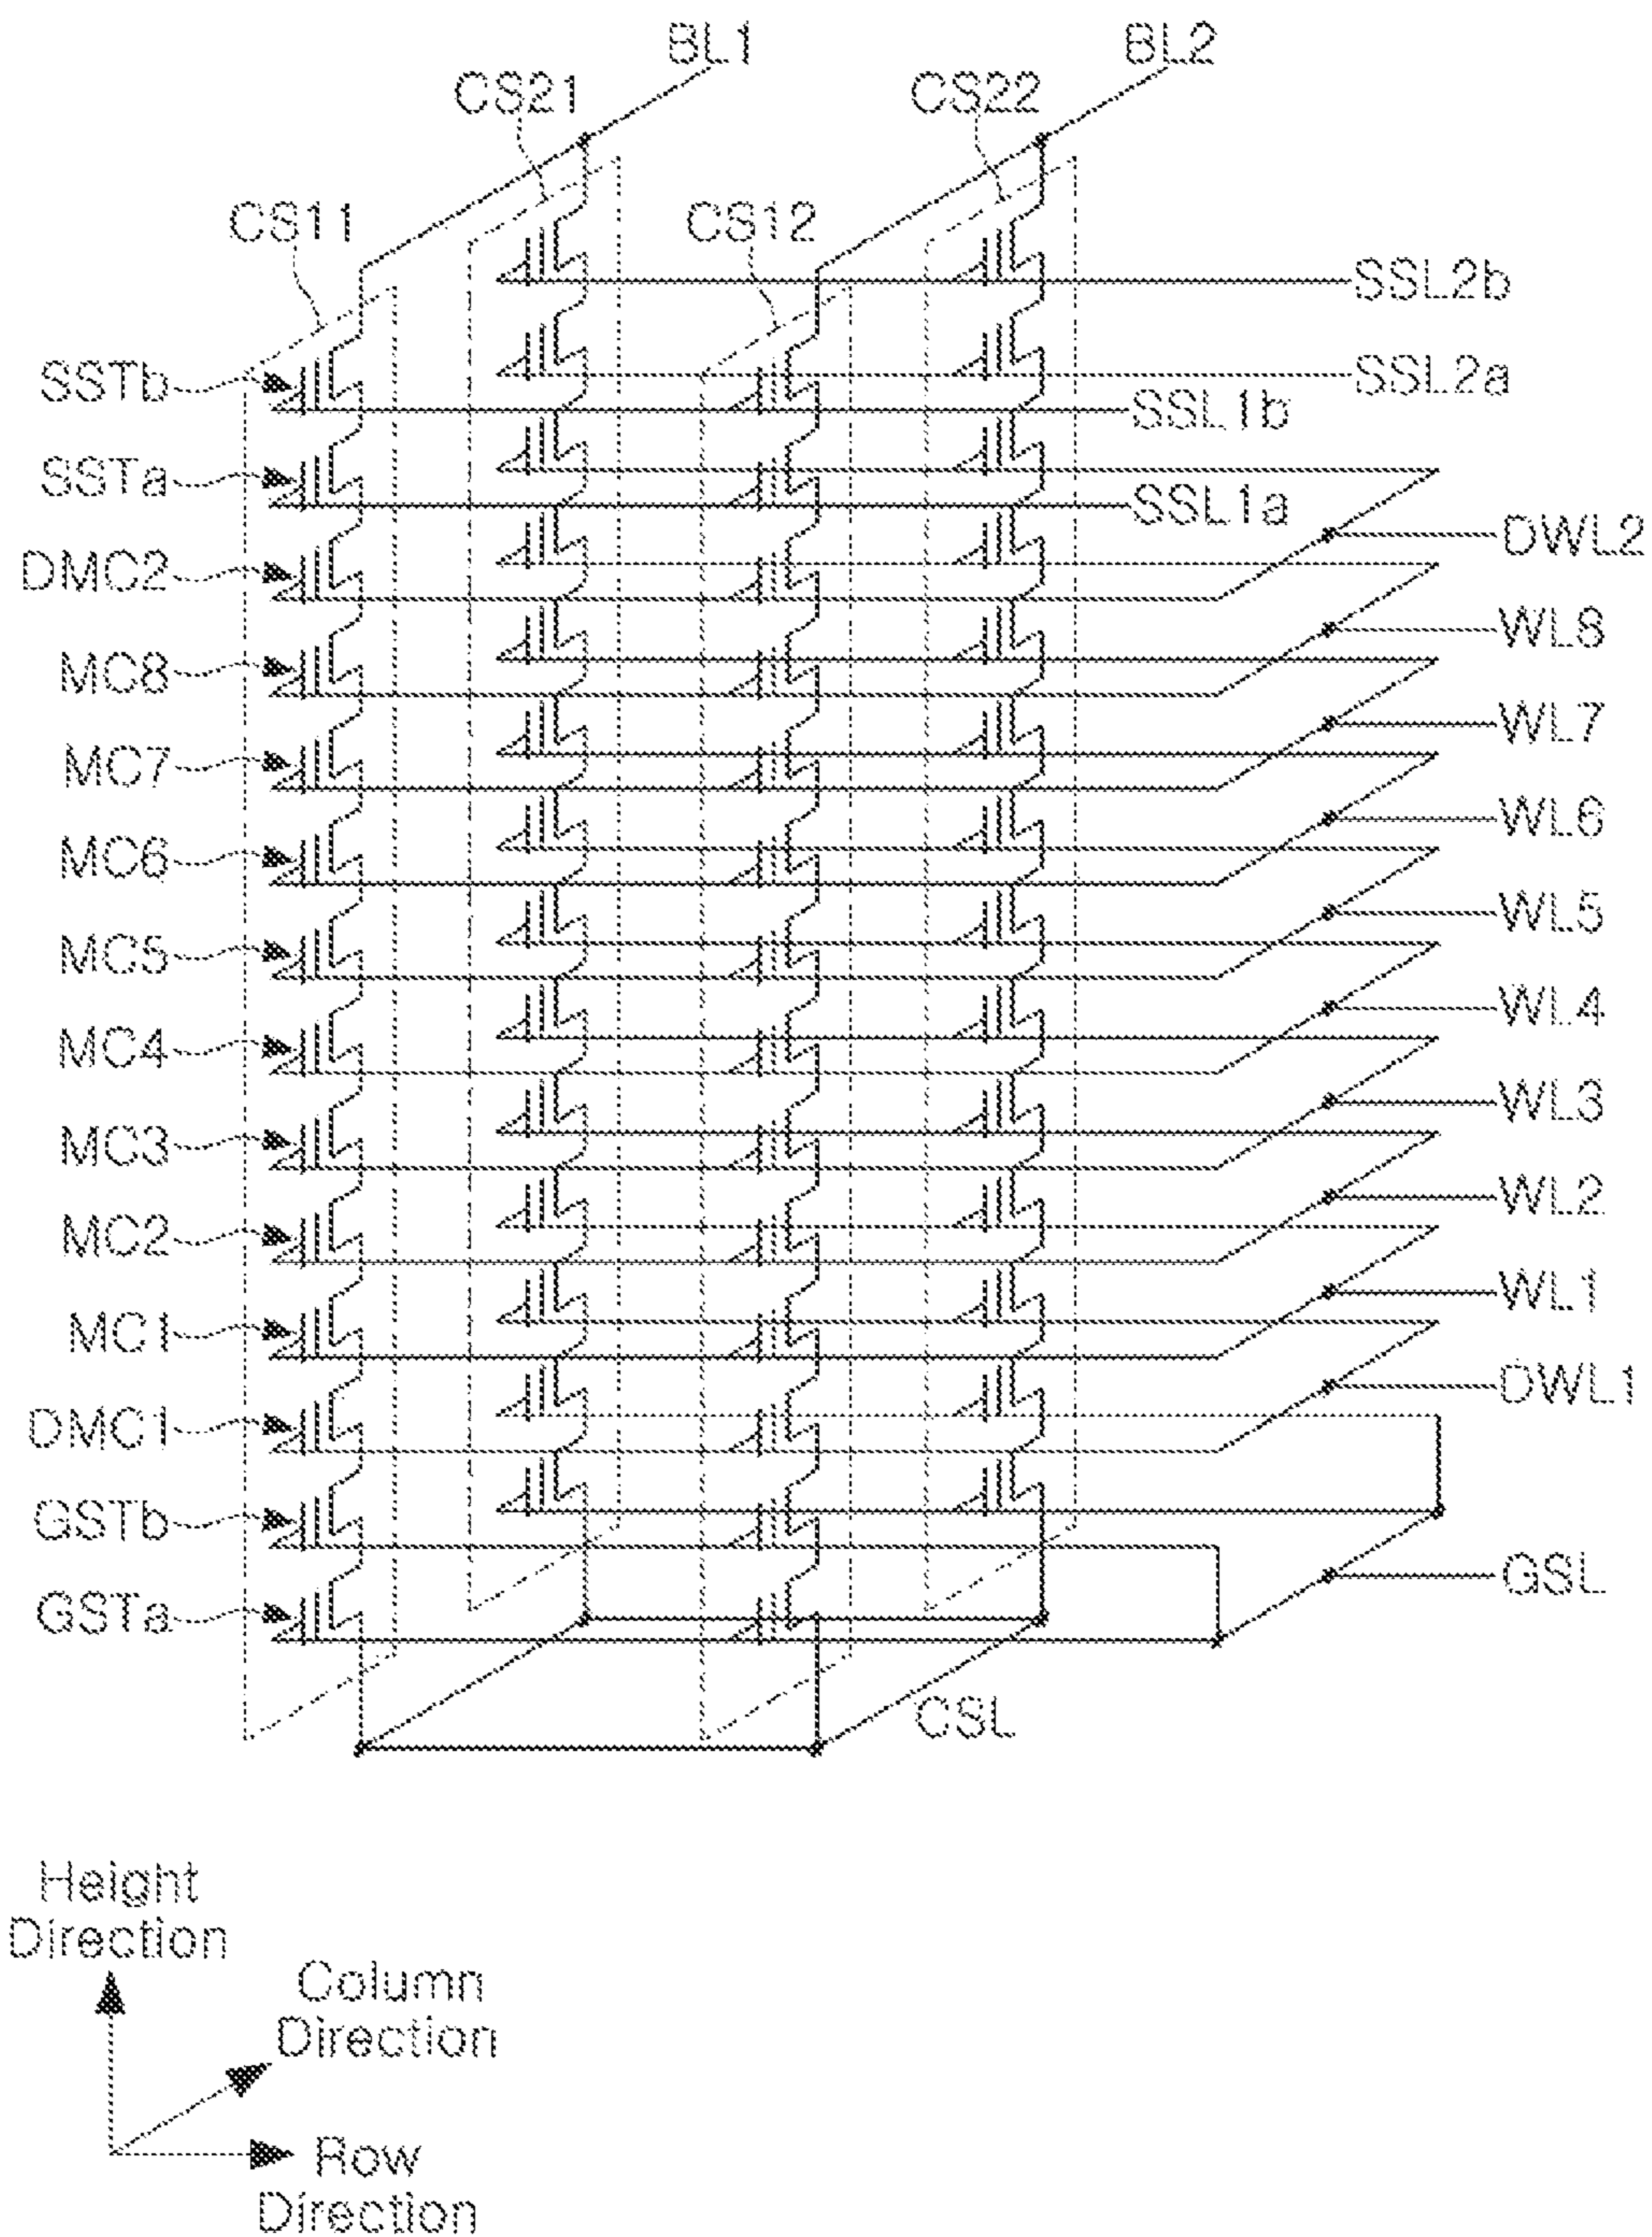 BL1
BL2
CS21
CS22
CS11
CS12
SSL2b
SSTb
SSL2a
SSL1b
SSTa
SSL1a
DWL2
DMC2
WL8
MC8
WL7
MC7
WL6
MC6
WL5
MC5
WL4
MC4
WL3
MC3
WL2
MC2
WL1
MC1
DWL1
DMC1
GSTb
GSL
GSTa
CSL
Height
Direction
Column
Direction
Row
Direction